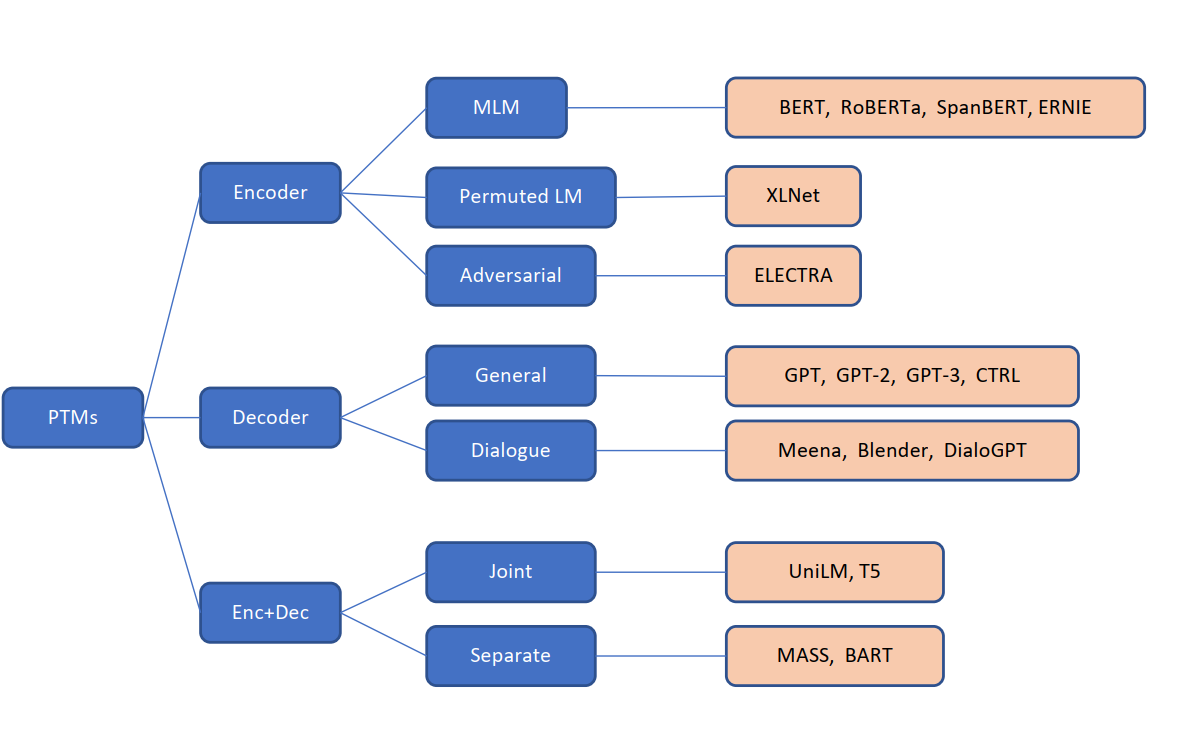 PTMs
Encoder
MLM
BERT, RoBERTa, SpanBERT, ERNIE
Permuted LM
XLNet
Adversarial
ELECTRA
Decoder
General
GPT, GPT-2, GPT-3, CTRL
Dialogue
Meena, Blender, DialoGPT
Enc+Dec
Joint
UniLM, T5
Separate
MASS, BART